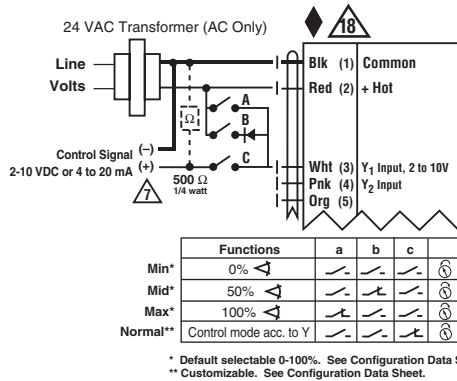 24 VAC Transformer (AC Only)
18
Line
Volts
Blk (1) Common
Red (2) + Hot
A
B
C
Ω
Control Signal (–)
2-10 VDC or 4 to 20 mA (+)
7
500 Ω
1/4 watt
Wht (3) Y1 Input, 2 to 10V
Pnk (4) Y2 Input
Org (5)
Functions a b c
Min* 0%
Mid* 50%
Max* 100%
Normal** Control mode acc. to Y
* Default selectable 0-100%. See Configuration Data S
** Customizable. See Configuration Data Sheet.